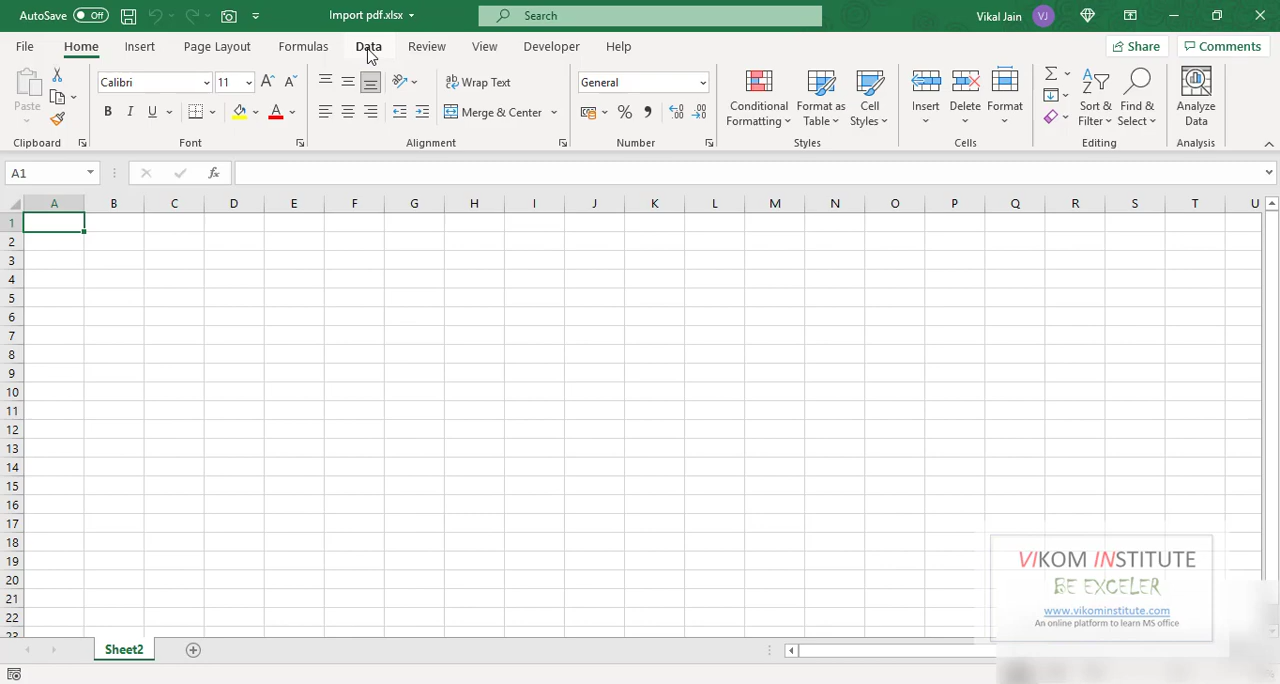 AutoSave Off Import pdf.xlsx Search Vikal Jain VJ
File Home Insert Page Layout Formulas Data Review View Developer Help Share Comments
Paste Calibri 11 Wrap Text General Conditional Formatting Format as Table Cell Styles Insert Delete Format Sort & Filter Find & Select Analyze Data
B I U Merge & Center % ,
Clipboard Font Alignment Number Styles Cells Editing Analysis
A1 fx
A B C D E F G H I J K L M N O P Q R S T U
1
2
3
4
5
6
7
8
9
10
11
12
13
14
15
16
17
18
19
20
21
22
23
VIKOM INSTITUTE
BE EXCELER
www.vikominstitute.com
An online platform to learn MS office
Sheet2